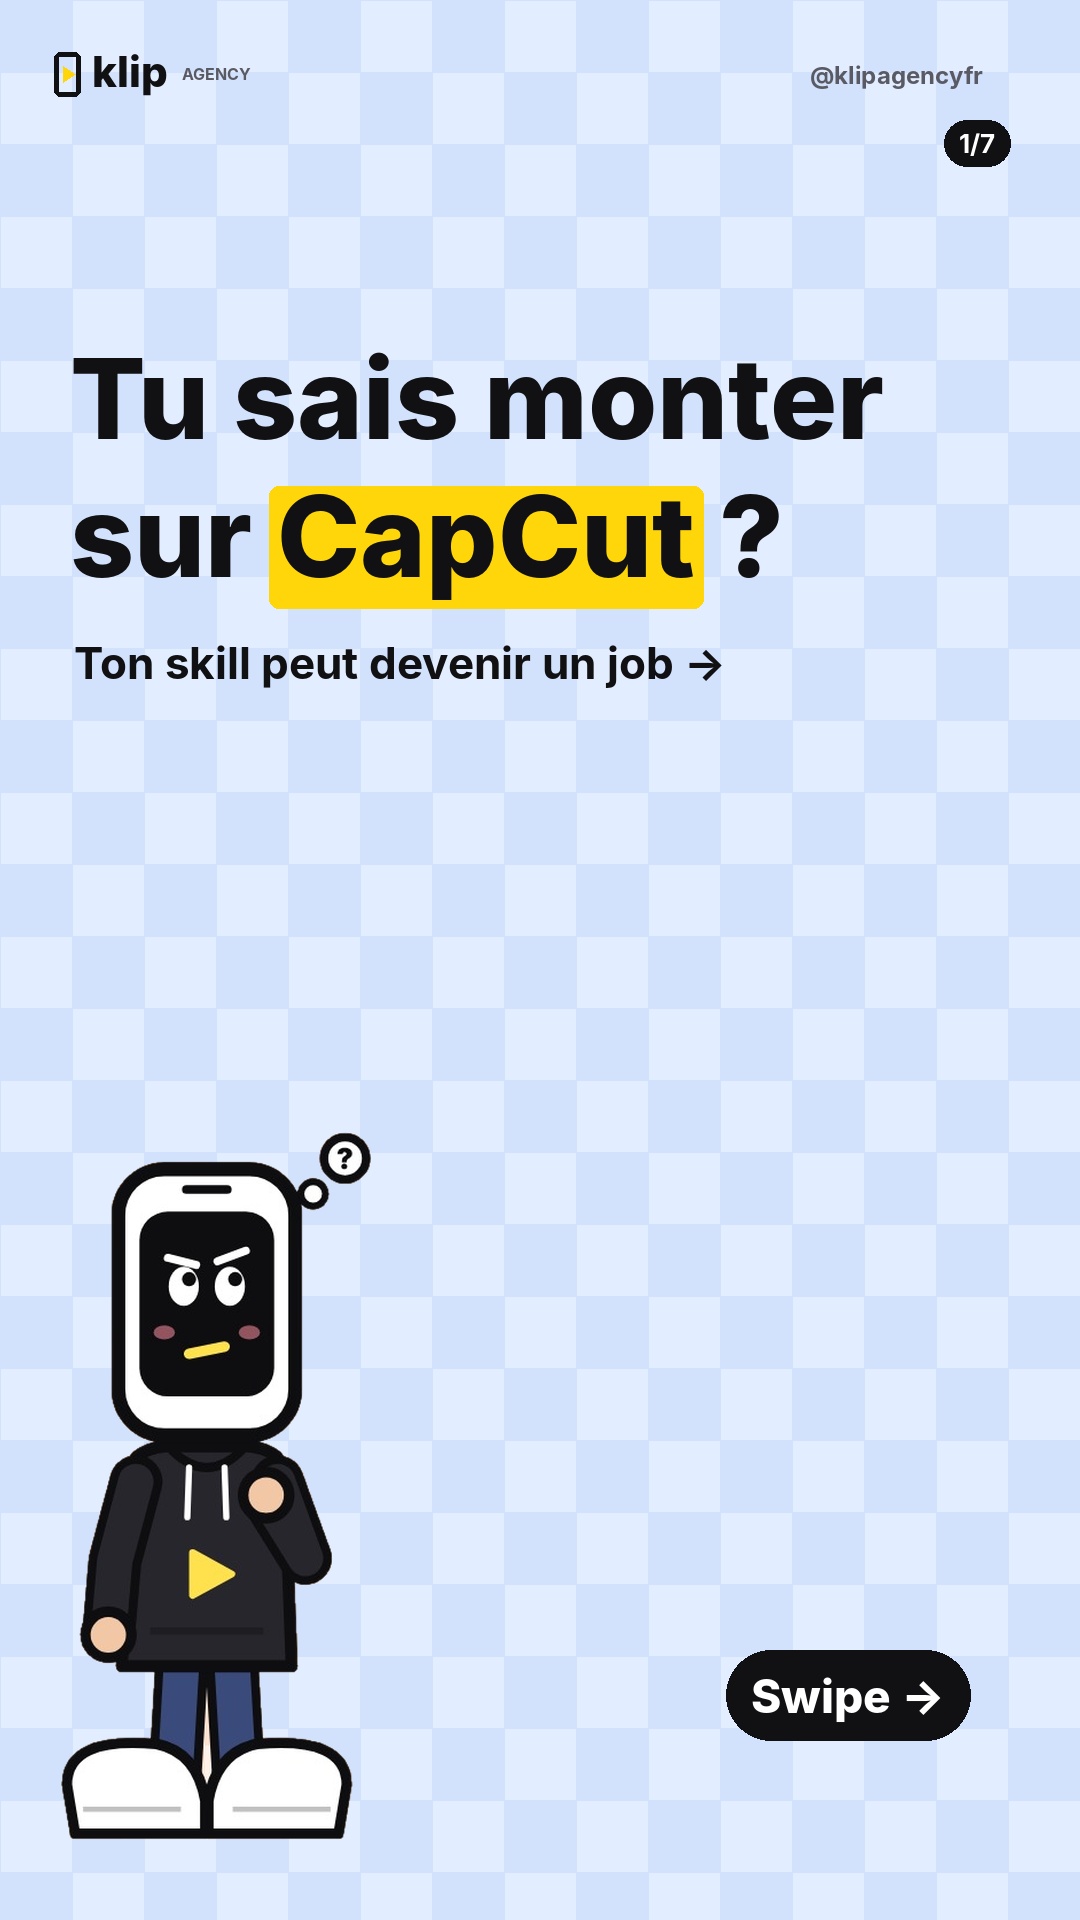 klip AGENCY
@klipagencyfr
1/7
Tu sais monter
sur CapCut ?
Ton skill peut devenir un job →
?
Swipe →